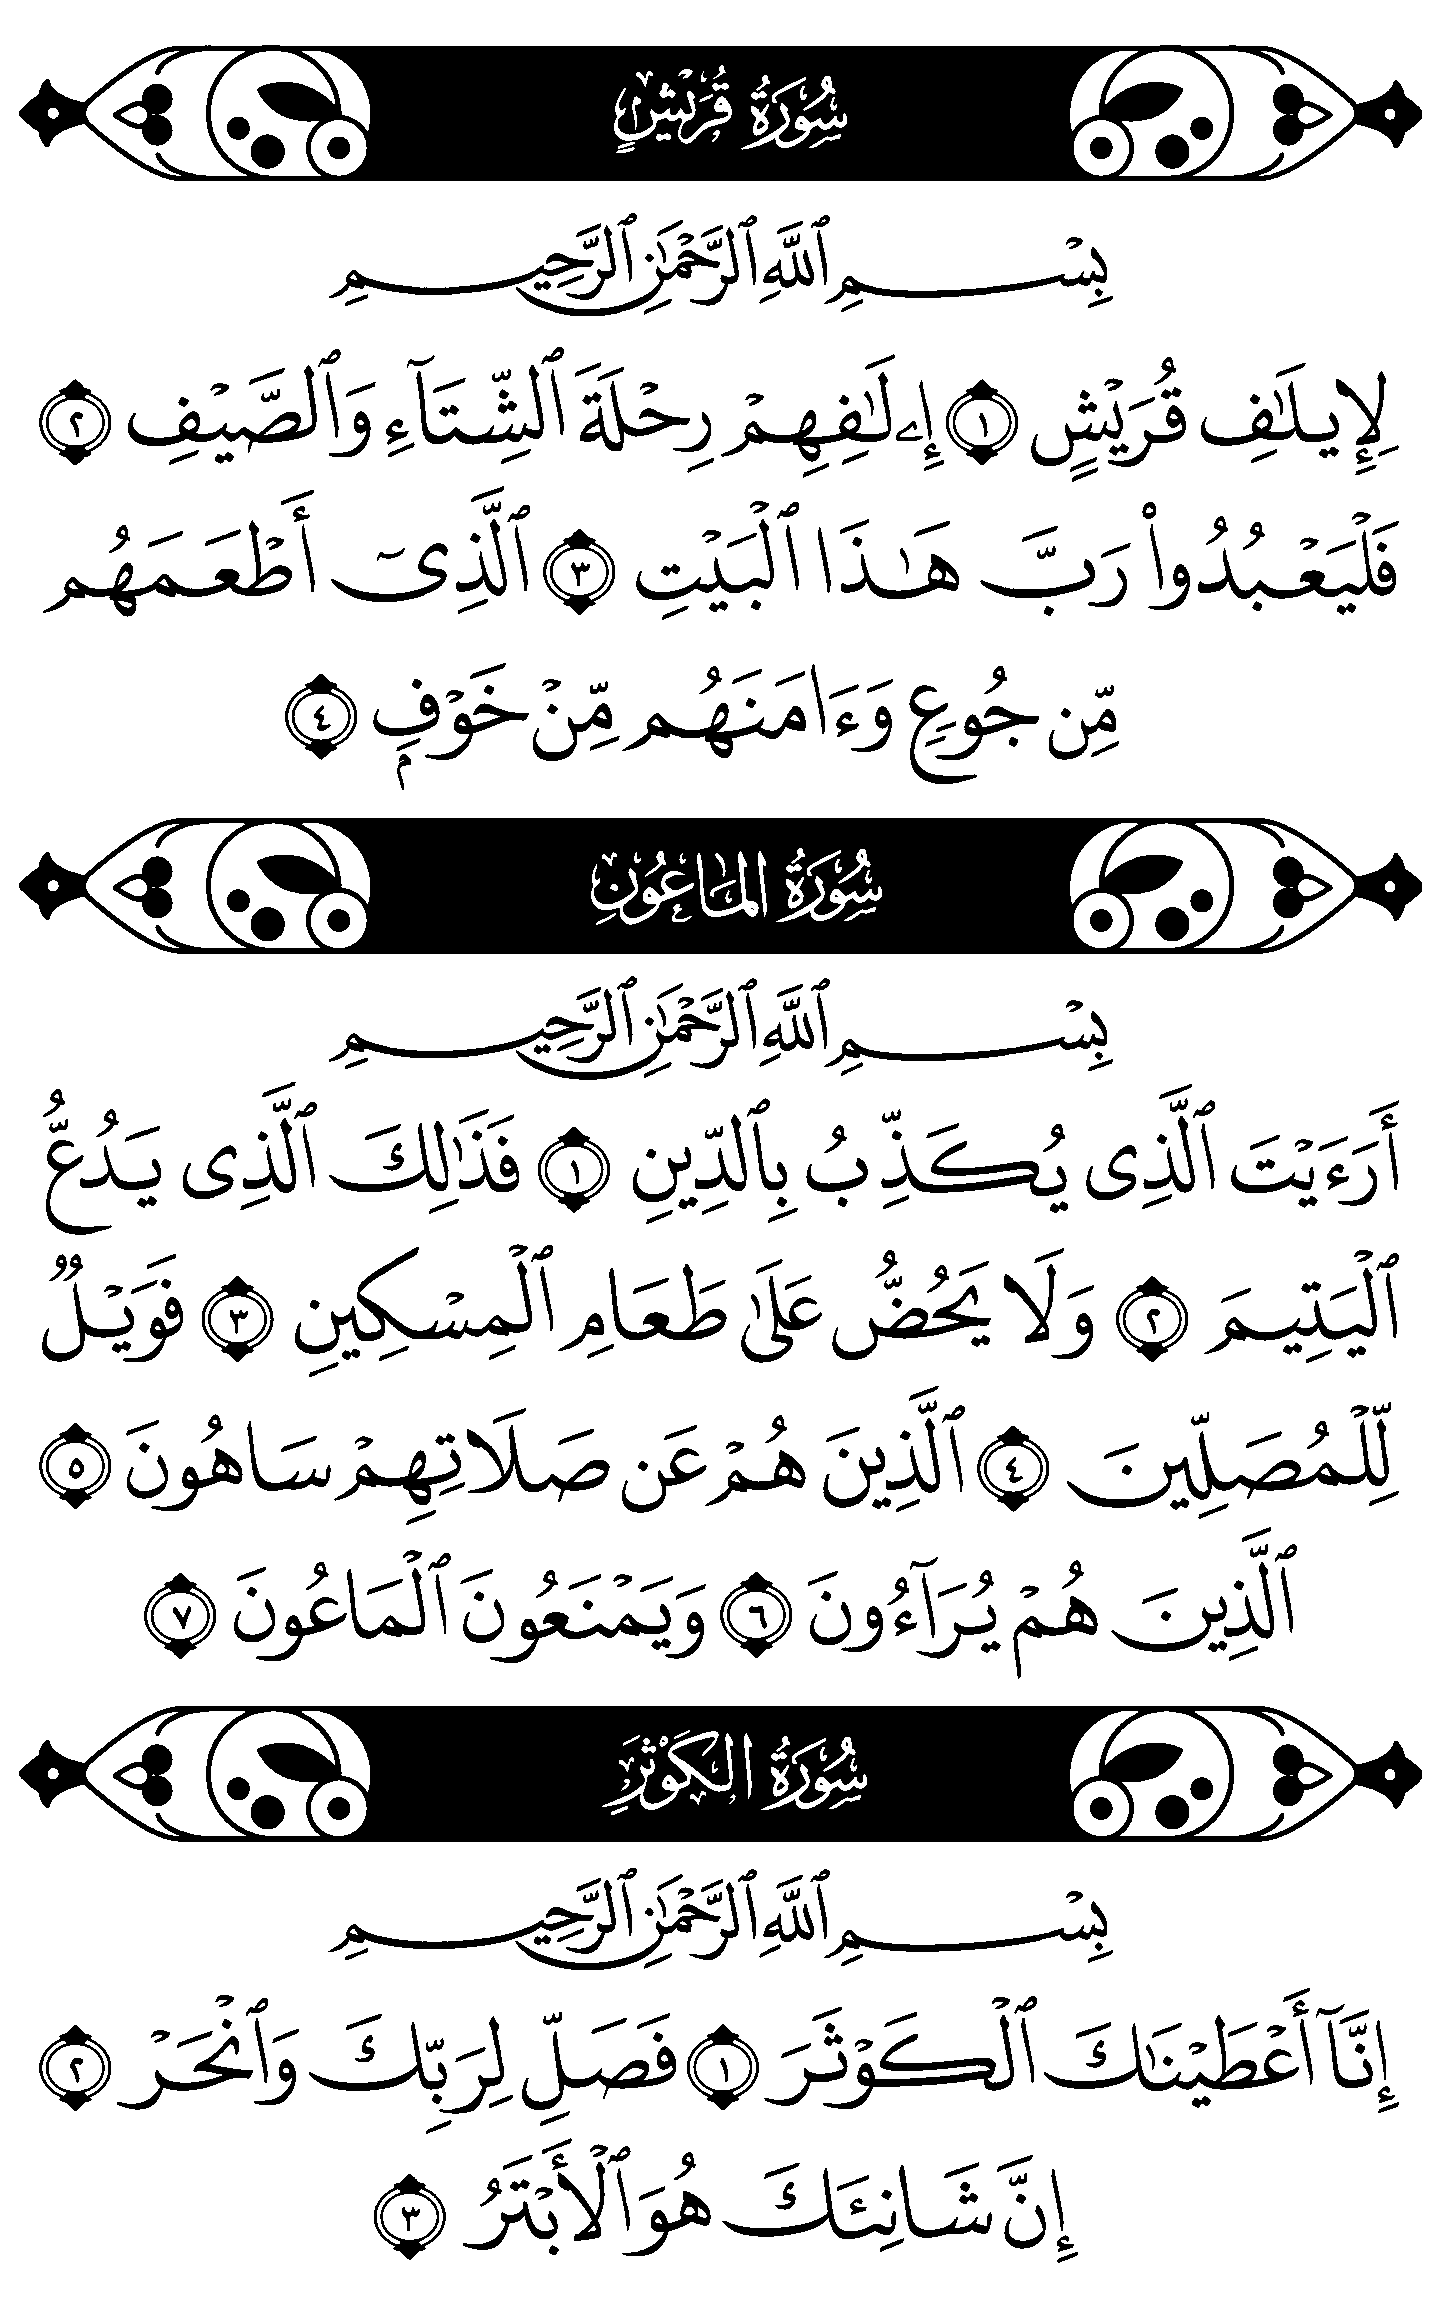 سُورَةُ قُرَيْشٍ
بِسْمِ ٱللَّهِ ٱلرَّحْمَٰنِ ٱلرَّحِيمِ
لِإِيلَٰفِ قُرَيْشٍ ١ إِۦلَٰفِهِمْ رِحْلَةَ ٱلشِّتَآءِ وَٱلصَّيْفِ ٢
فَلْيَعْبُدُوا۟ رَبَّ هَٰذَا ٱلْبَيْتِ ٣ ٱلَّذِىٓ أَطْعَمَهُم
مِّن جُوعٍ وَءَامَنَهُم مِّنْ خَوْفٍۭ ٤
سُورَةُ المَاعُونِ
بِسْمِ ٱللَّهِ ٱلرَّحْمَٰنِ ٱلرَّحِيمِ
أَرَءَيْتَ ٱلَّذِى يُكَذِّبُ بِٱلدِّينِ ١ فَذَٰلِكَ ٱلَّذِى يَدُعُّ
ٱلْيَتِيمَ ٢ وَلَا يَحُضُّ عَلَىٰ طَعَامِ ٱلْمِسْكِينِ ٣ فَوَيْلٌ
لِّلْمُصَلِّينَ ٤ ٱلَّذِينَ هُمْ عَن صَلَاتِهِمْ سَاهُونَ ٥
ٱلَّذِينَ هُمْ يُرَآءُونَ ٦ وَيَمْنَعُونَ ٱلْمَاعُونَ ٧
سُورَةُ الكَوْثَرِ
بِسْمِ ٱللَّهِ ٱلرَّحْمَٰنِ ٱلرَّحِيمِ
إِنَّآ أَعْطَيْنَٰكَ ٱلْكَوْثَرَ ١ فَصَلِّ لِرَبِّكَ وَٱنْحَرْ ٢
إِنَّ شَانِئَكَ هُوَ ٱلْأَبْتَرُ ٣